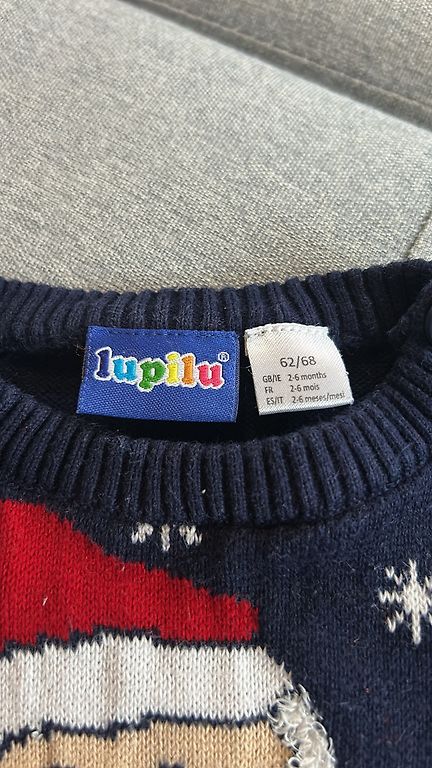 lupilu®
62/68
GB/IE 2-6 months
FR 2-6 mois
ES/IT 2-6 meses/mesi